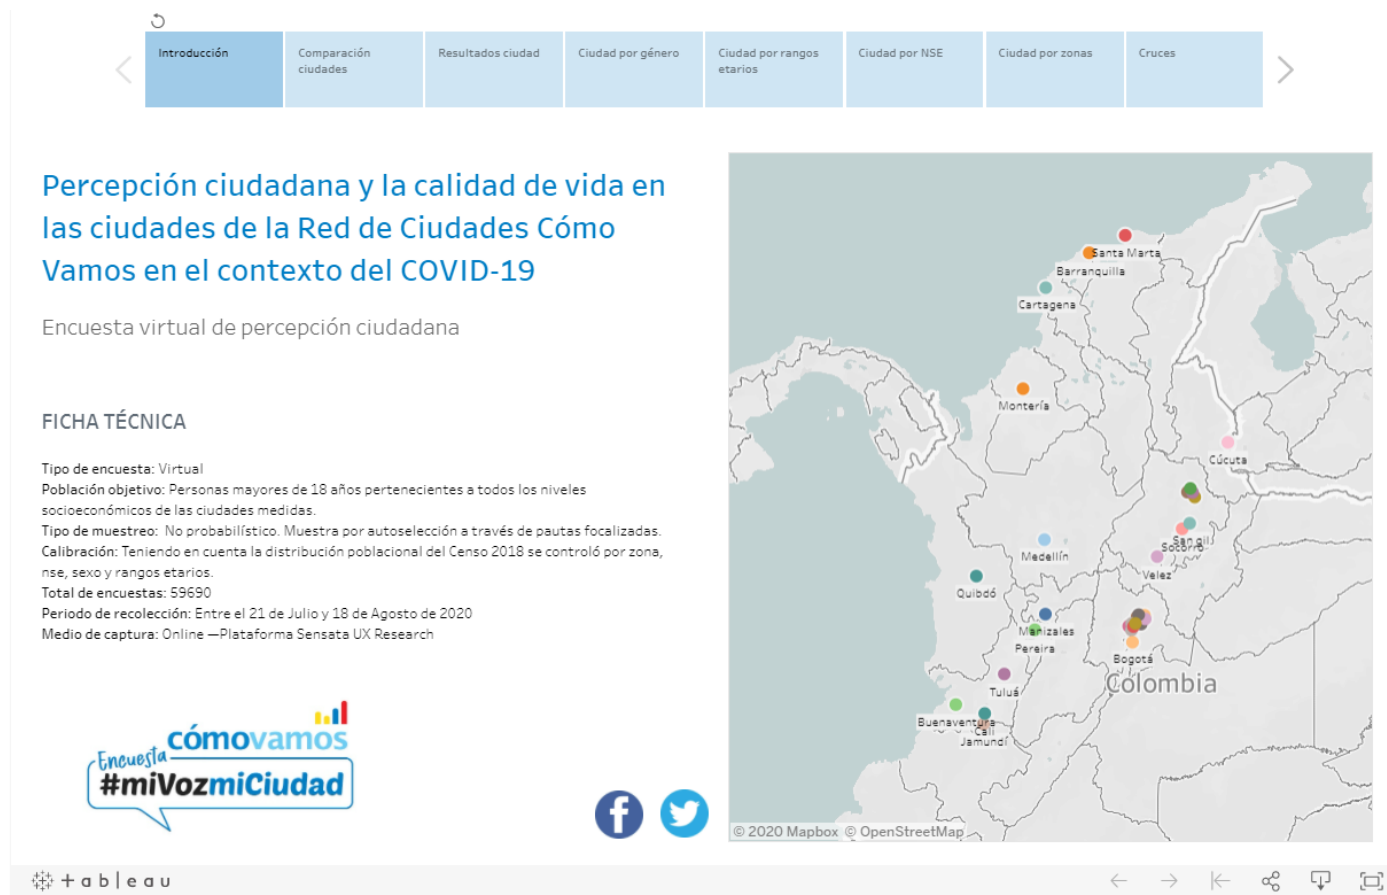 Introducción
Comparación
ciudades
Resultados ciudad
Ciudad por género
Ciudad por rangos
etarios
Ciudad por NSE
Ciudad por zonas
Cruces
Percepción ciudadana y la calidad de vida en
las ciudades de la Red de Ciudades Cómo
Vamos en el contexto del COVID-19
Encuesta virtual de percepción ciudadana
FICHA TÉCNICA
Tipo de encuesta: Virtual
Población objetivo: Personas mayores de 18 años pertenecientes a todos los niveles
socioeconómicos de las ciudades medidas.
Tipo de muestreo: No probabilístico. Muestra por autoselección a través de pautas focalizadas.
Calibración: Teniendo en cuenta la distribución poblacional del Censo 2018 se controló por zona,
nse, sexo y rangos etarios.
Total de encuestas: 59690
Periodo de recolección: Entre el 21 de Julio y 18 de Agosto de 2020
Medio de captura: Online —Plataforma Sensata UX Research
cómovamos
Encuesta
#miVozmiCiudad
Santa Marta
Barranquilla
Cartagena
Montería
Cúcuta
San gil
Socorro
Medellín
Velez
Quibdó
Manizales
Pereira
Bogotá
Colombia
Tuluá
Buenaventura
Cali
Jamundí
© 2020 Mapbox © OpenStreetMap
+ a b | e a u